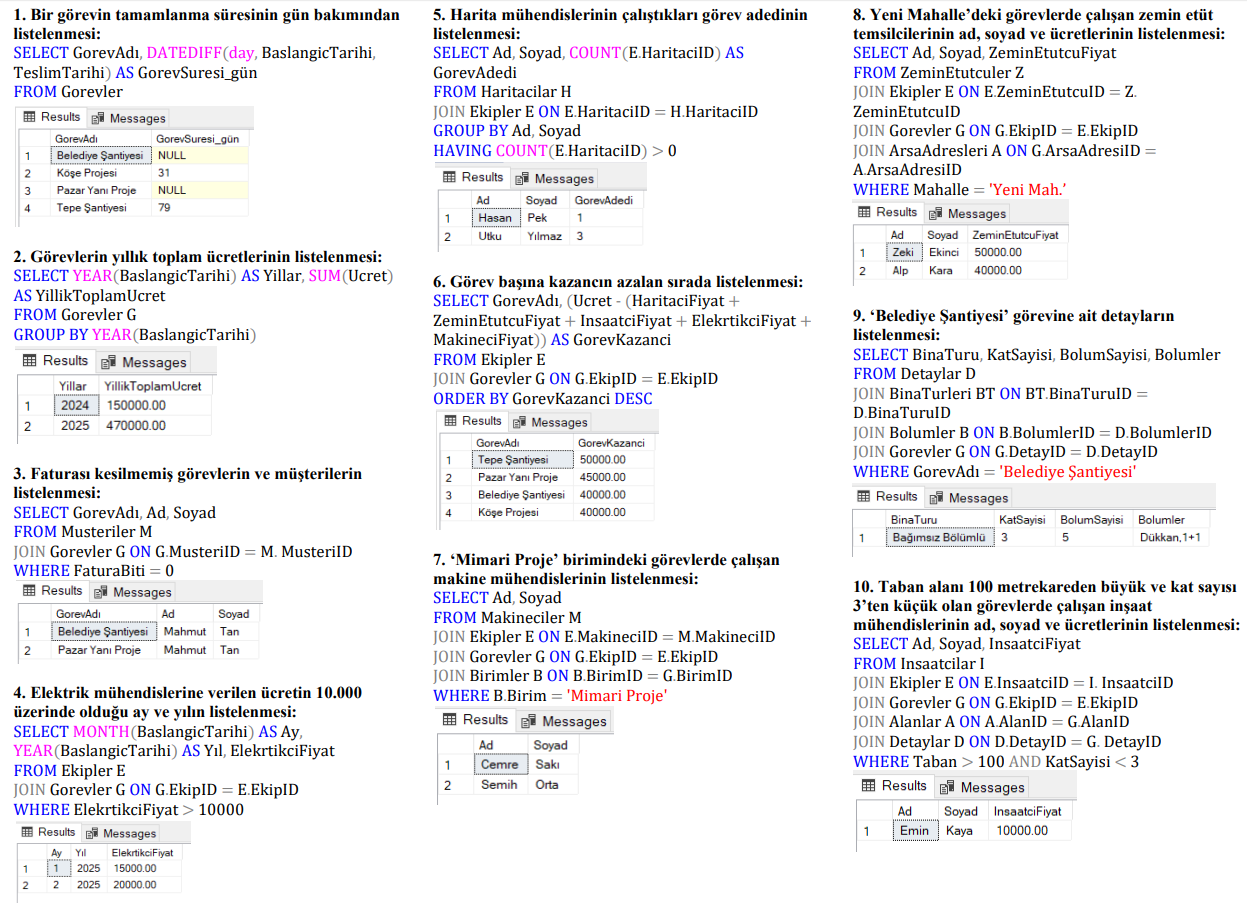 1. Bir görevin tamamlanma süresinin gün bakımından
listelenmesi:
SELECT GorevAdı, DATEDIFF(day, BaslangicTarihi,
TeslimTarihi) AS GorevSuresi_gün
FROM Gorevler
Results Messages
GorevAdı GorevSuresi_gün
1 Belediye Şantiyesi NULL
2 Köşe Projesi 31
3 Pazar Yanı Proje NULL
4 Tepe Şantiyesi 79
2. Görevlerin yıllık toplam ücretlerinin listelenmesi:
SELECT YEAR(BaslangicTarihi) AS Yillar, SUM(Ucret)
AS YillikToplamUcret
FROM Gorevler G
GROUP BY YEAR(BaslangicTarihi)
Results Messages
Yillar YillikToplamUcret
1 2024 150000.00
2 2025 470000.00
3. Faturası kesilmemiş görevlerin ve müşterilerin
listelenmesi:
SELECT GorevAdı, Ad, Soyad
FROM Musteriler M
JOIN Gorevler G ON G.MusteriID = M. MusteriID
WHERE FaturaBiti = 0
Results Messages
GorevAdı Ad Soyad
1 Belediye Şantiyesi Mahmut Tan
2 Pazar Yanı Proje Mahmut Tan
4. Elektrik mühendislerine verilen ücretin 10.000
üzerinde olduğu ay ve yılın listelenmesi:
SELECT MONTH(BaslangicTarihi) AS Ay,
YEAR(BaslangicTarihi) AS Yıl, ElekrtikciFiyat
FROM Ekipler E
JOIN Gorevler G ON G.EkipID = E.EkipID
WHERE ElekrtikciFiyat > 10000
Results Messages
Ay Yıl ElekrtikciFiyat
1 1 2025 15000.00
2 2 2025 20000.00
5. Harita mühendislerinin çalıştıkları görev adedinin
listelenmesi:
SELECT Ad, Soyad, COUNT(E.HaritaciID) AS
GorevAdedi
FROM Haritacilar H
JOIN Ekipler E ON E.HaritaciID = H.HaritaciID
GROUP BY Ad, Soyad
HAVING COUNT(E.HaritaciID) > 0
Results Messages
Ad Soyad GorevAdedi
1 Hasan Pek 1
2 Utku Yılmaz 3
6. Görev başına kazancın azalan sırada listelenmesi:
SELECT GorevAdı, (Ucret - (HaritaciFiyat +
ZeminEtutcuFiyat + InsaatciFiyat + ElekrtikciFiyat +
MakineciFiyat)) AS GorevKazanci
FROM Ekipler E
JOIN Gorevler G ON G.EkipID = E.EkipID
ORDER BY GorevKazanci DESC
Results Messages
GorevAdı GorevKazanci
1 Tepe Şantiyesi 50000.00
2 Pazar Yanı Proje 45000.00
3 Belediye Şantiyesi 40000.00
4 Köşe Projesi 40000.00
7. ‘Mimari Proje’ birimindeki görevlerde çalışan
makine mühendislerinin listelenmesi:
SELECT Ad, Soyad
FROM Makineciler M
JOIN Ekipler E ON E.MakineciID = M.MakineciID
JOIN Gorevler G ON G.EkipID = E.EkipID
JOIN Birimler B ON B.BirimID = G.BirimID
WHERE B.Birim = 'Mimari Proje'
Results Messages
Ad Soyad
1 Cemre Sakı
2 Semih Orta
8. Yeni Mahalle’deki görevlerde çalışan zemin etüt
temsilcilerinin ad, soyad ve ücretlerinin listelenmesi:
SELECT Ad, Soyad, ZeminEtutcuFiyat
FROM ZeminEtutculer Z
JOIN Ekipler E ON E.ZeminEtutcuID = Z.
ZeminEtutcuID
JOIN Gorevler G ON G.EkipID = E.EkipID
JOIN ArsaAdresleri A ON G.ArsaAdresiID =
A.ArsaAdresiID
WHERE Mahalle = 'Yeni Mah.’
Results Messages
Ad Soyad ZeminEtutcuFiyat
1 Zeki Ekinci 50000.00
2 Alp Kara 40000.00
9. ‘Belediye Şantiyesi’ görevine ait detayların
listelenmesi:
SELECT BinaTuru, KatSayisi, BolumSayisi, Bolumler
FROM Detaylar D
JOIN BinaTurleri BT ON BT.BinaTuruID =
D.BinaTuruID
JOIN Bolumler B ON B.BolumlerID = D.BolumlerID
JOIN Gorevler G ON G.DetayID = D.DetayID
WHERE GorevAdı = 'Belediye Şantiyesi'
Results Messages
BinaTuru KatSayisi BolumSayisi Bolumler
1 Bağımsız Bölümlü 3 5 Dükkan,1+1
10. Taban alanı 100 metrekareden büyük ve kat sayısı
3’ten küçük olan görevlerde çalışan inşaat
mühendislerinin ad, soyad ve ücretlerinin listelenmesi:
SELECT Ad, Soyad, InsaatciFiyat
FROM Insaatcilar I
JOIN Ekipler E ON E.InsaatciID = I. InsaatciID
JOIN Gorevler G ON G.EkipID = E.EkipID
JOIN Alanlar A ON A.AlanID = G.AlanID
JOIN Detaylar D ON D.DetayID = G. DetayID
WHERE Taban > 100 AND KatSayisi < 3
Results Messages
Ad Soyad InsaatciFiyat
1 Emin Kaya 10000.00